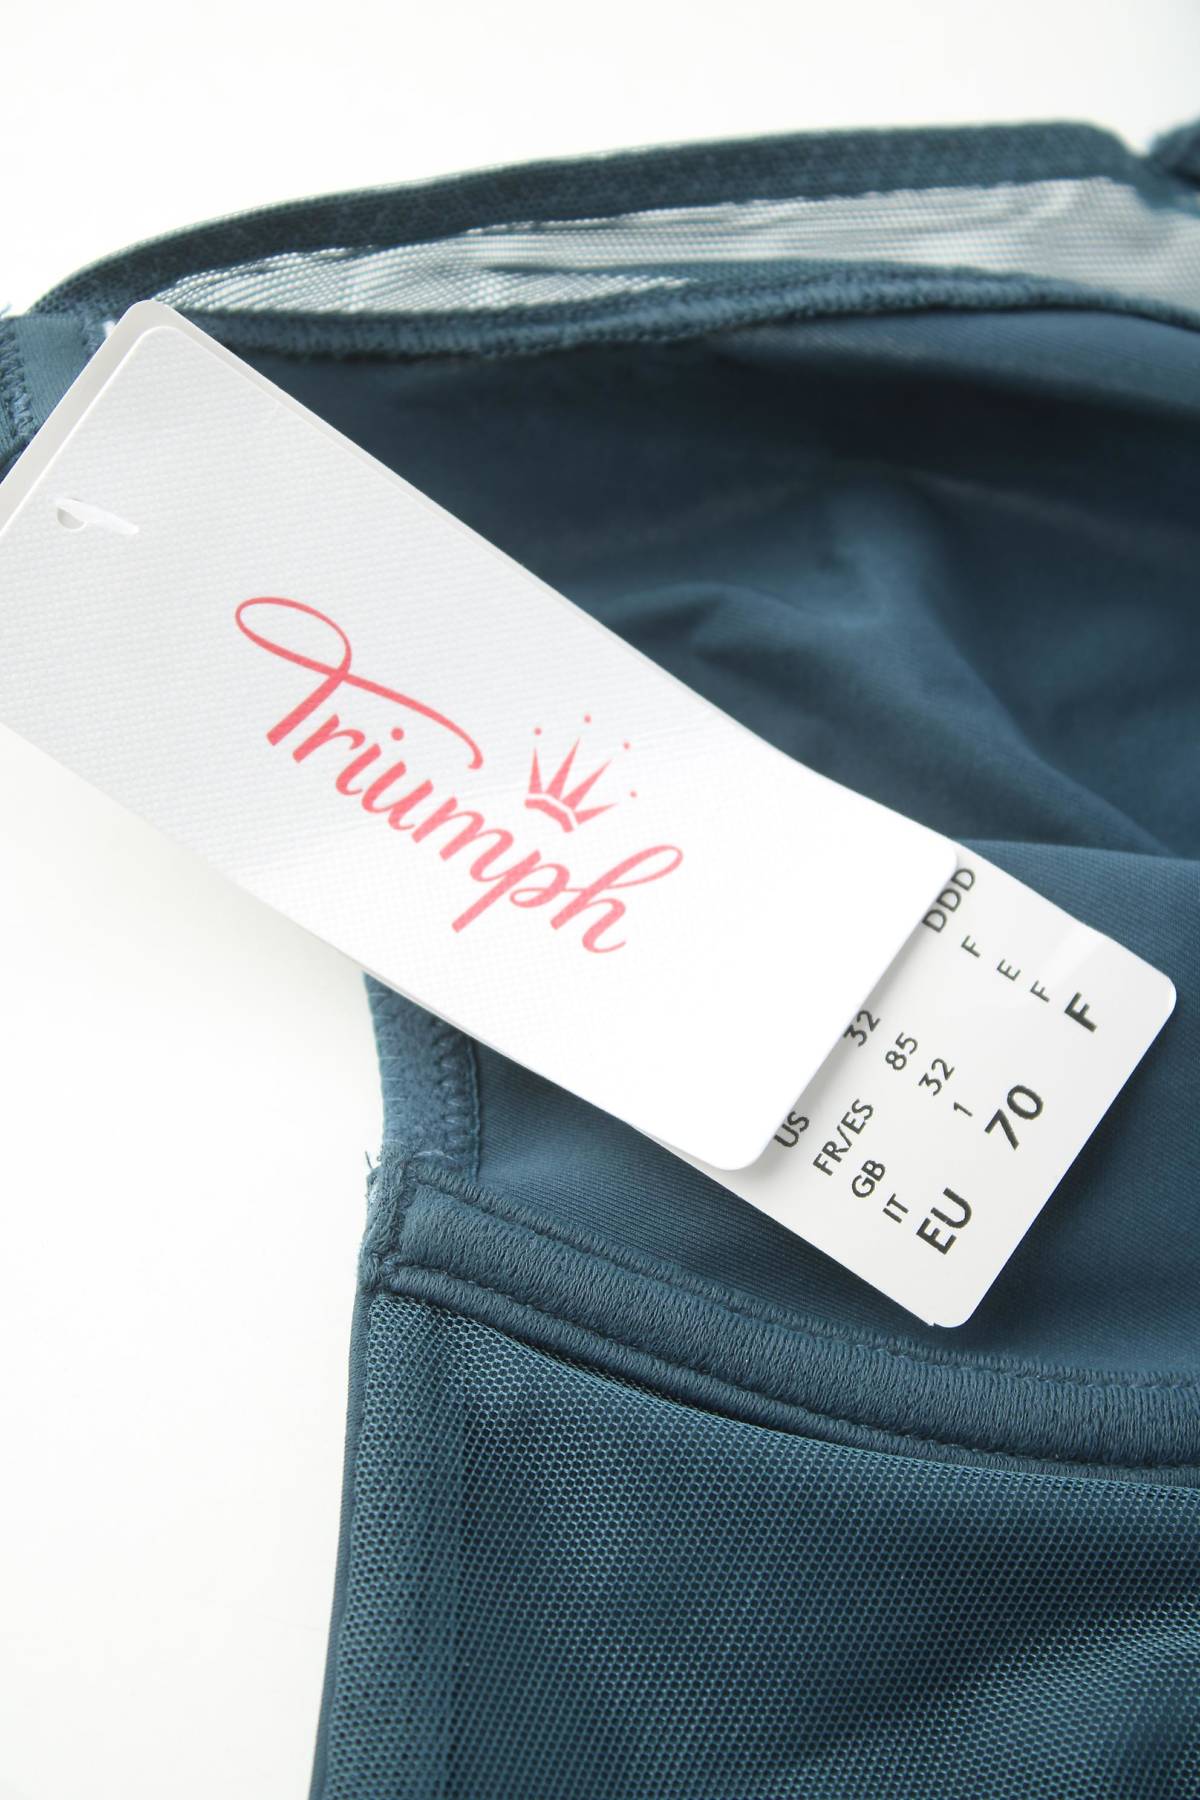 Triumph
US 32 DDD
FR/ES 85 F
GB 32 E
IT 1 F
EU 70 F